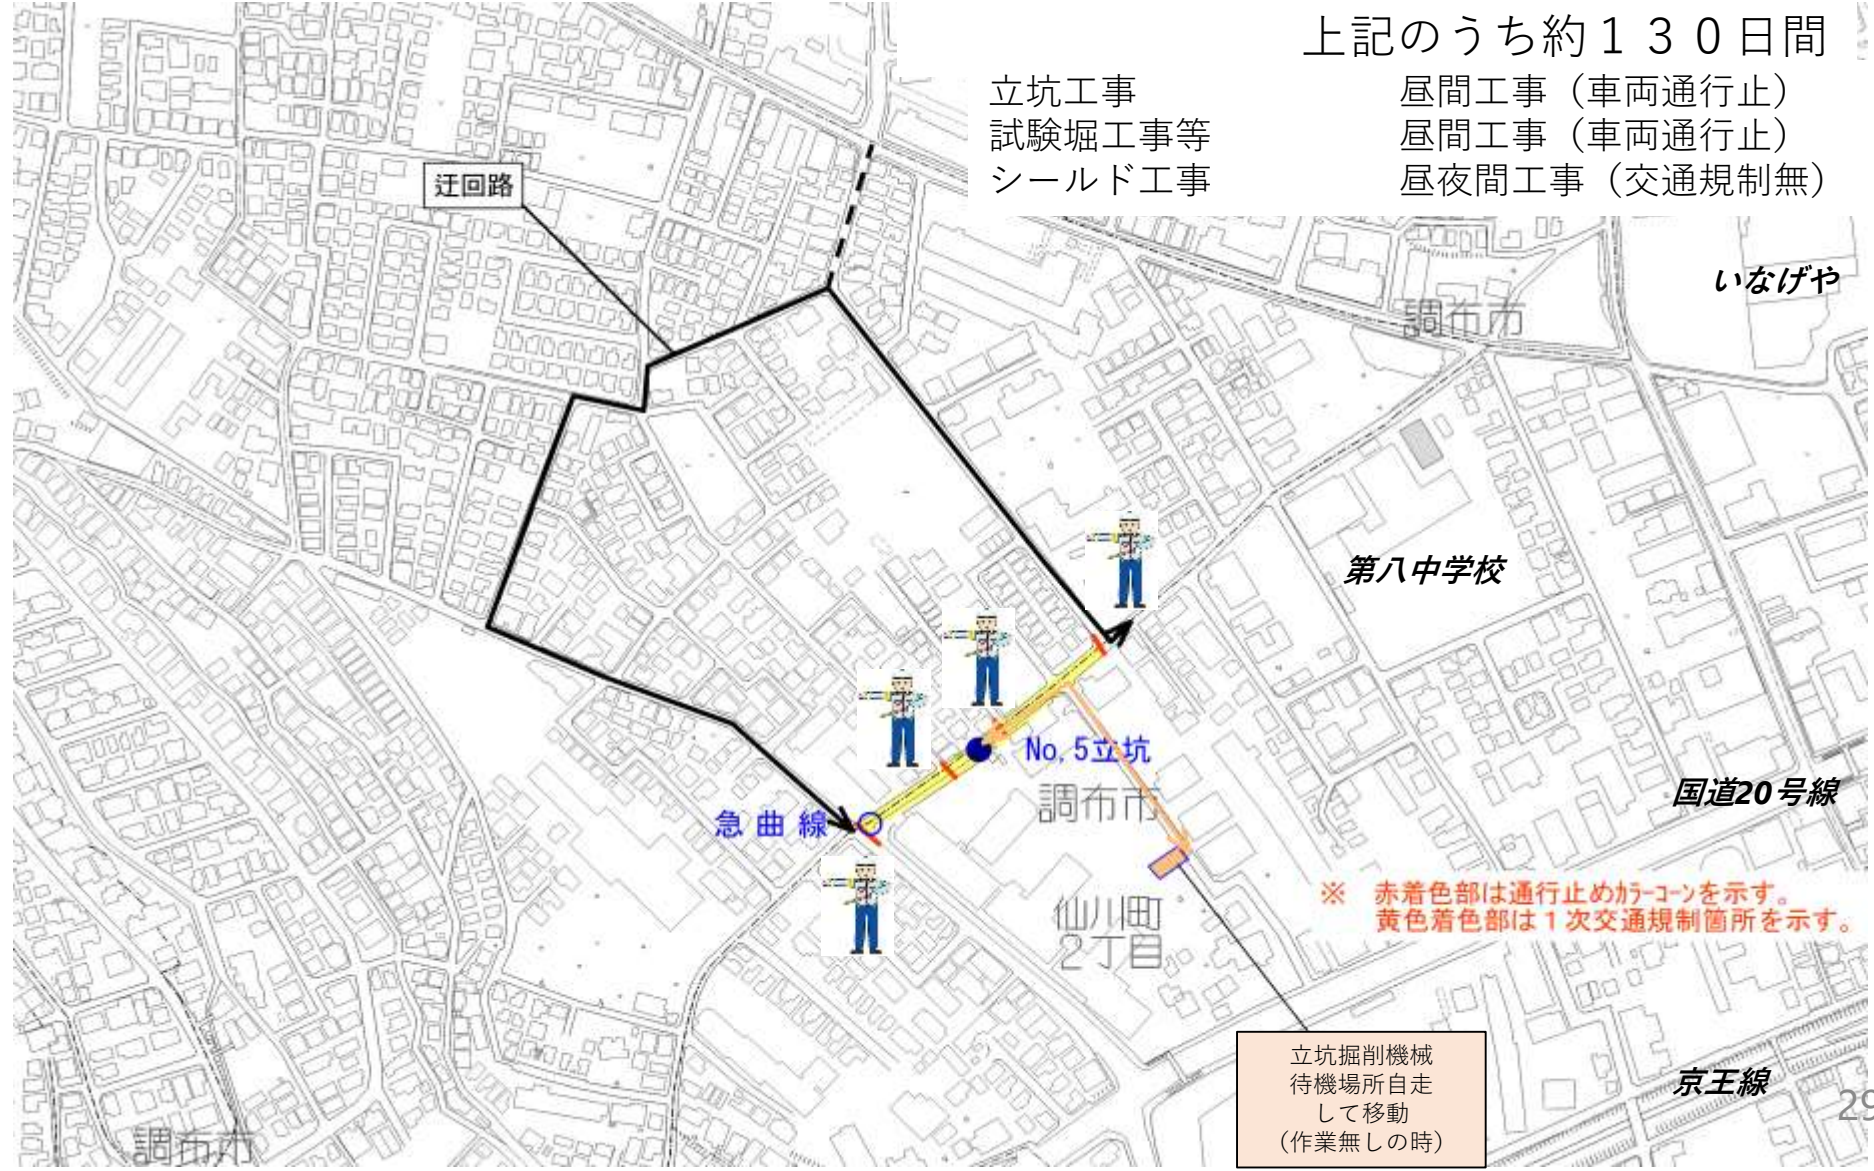 上記のうち約１３０日間
立坑工事 昼間工事（車両通行止）
試験堀工事等 昼間工事（車両通行止）
シールド工事 昼夜間工事（交通規制無）
迂回路
いなげや
調布市
第八中学校
No,5立坑
国道20号線
調布市
急曲線
※ 赤着色部は通行止めｶﾗｰｺｰﾝを示す。
黄色着色部は１次交通規制箇所を示す。
仙川町
2丁目
立坑掘削機械
待機場所自走
して移動
（作業無しの時）
京王線
29
調布市